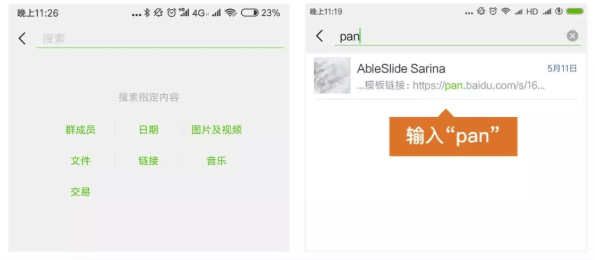 晚上11:26
... 4G 23%
搜索
搜索指定内容
群成员 日期 图片及视频
文件 链接 音乐
交易
晚上11:19
... HD
pan
AbleSlide Sarina 5月11日
...模板链接：https://pan.baidu.com/s/16...
输入“pan”